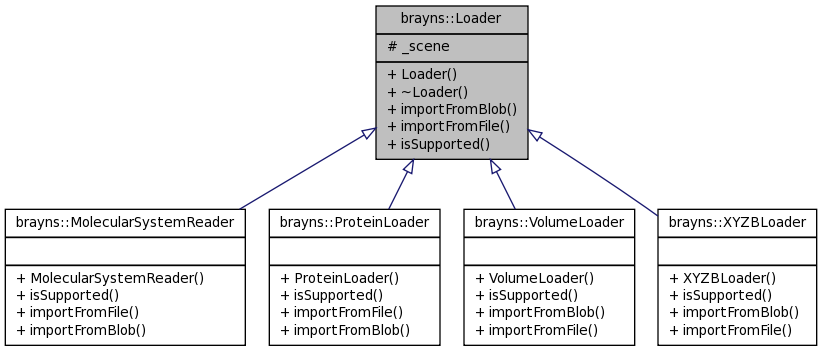 brayns::Loader
# _scene
+ Loader()
+ ~Loader()
+ importFromBlob()
+ importFromFile()
+ isSupported()
brayns::MolecularSystemReader
+ MolecularSystemReader()
+ isSupported()
+ importFromFile()
+ importFromBlob()
brayns::ProteinLoader
+ ProteinLoader()
+ isSupported()
+ importFromFile()
+ importFromBlob()
brayns::VolumeLoader
+ VolumeLoader()
+ isSupported()
+ importFromBlob()
+ importFromFile()
brayns::XYZBLoader
+ XYZBLoader()
+ isSupported()
+ importFromBlob()
+ importFromFile()